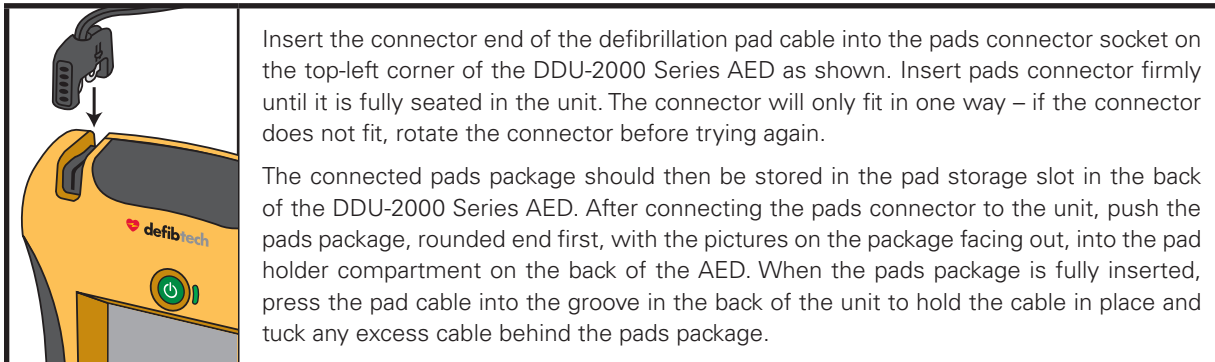 Insert the connector end of the defibrillation pad cable into the pads connector socket on
the top-left corner of the DDU-2000 Series AED as shown. Insert pads connector firmly
until it is fully seated in the unit. The connector will only fit in one way – if the connector
does not fit, rotate the connector before trying again.
The connected pads package should then be stored in the pad storage slot in the back
of the DDU-2000 Series AED. After connecting the pads connector to the unit, push the
pads package, rounded end first, with the pictures on the package facing out, into the pad
holder compartment on the back of the AED. When the pads package is fully inserted,
press the pad cable into the groove in the back of the unit to hold the cable in place and
tuck any excess cable behind the pads package.
defibtech